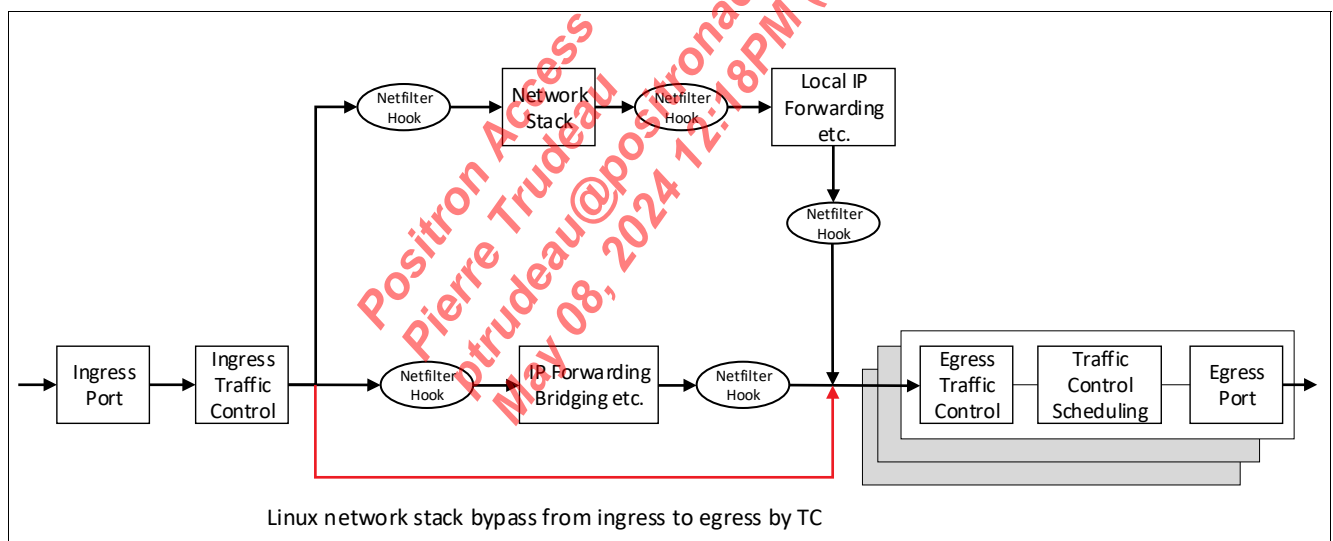 Netfilter
Hook
Network
Stack
Netfilter
Hook
Local IP
Forwarding
etc.
Netfilter
Hook
Ingress
Port
Ingress
Traffic
Control
Netfilter
Hook
IP Forwarding
Bridging etc.
Netfilter
Hook
Egress
Traffic
Control
Traffic
Control
Scheduling
Egress
Port
Linux network stack bypass from ingress to egress by TC
Positron Access
Pierre Trudeau
ptrudeau@positronac
May 08, 2024 12:18PM (